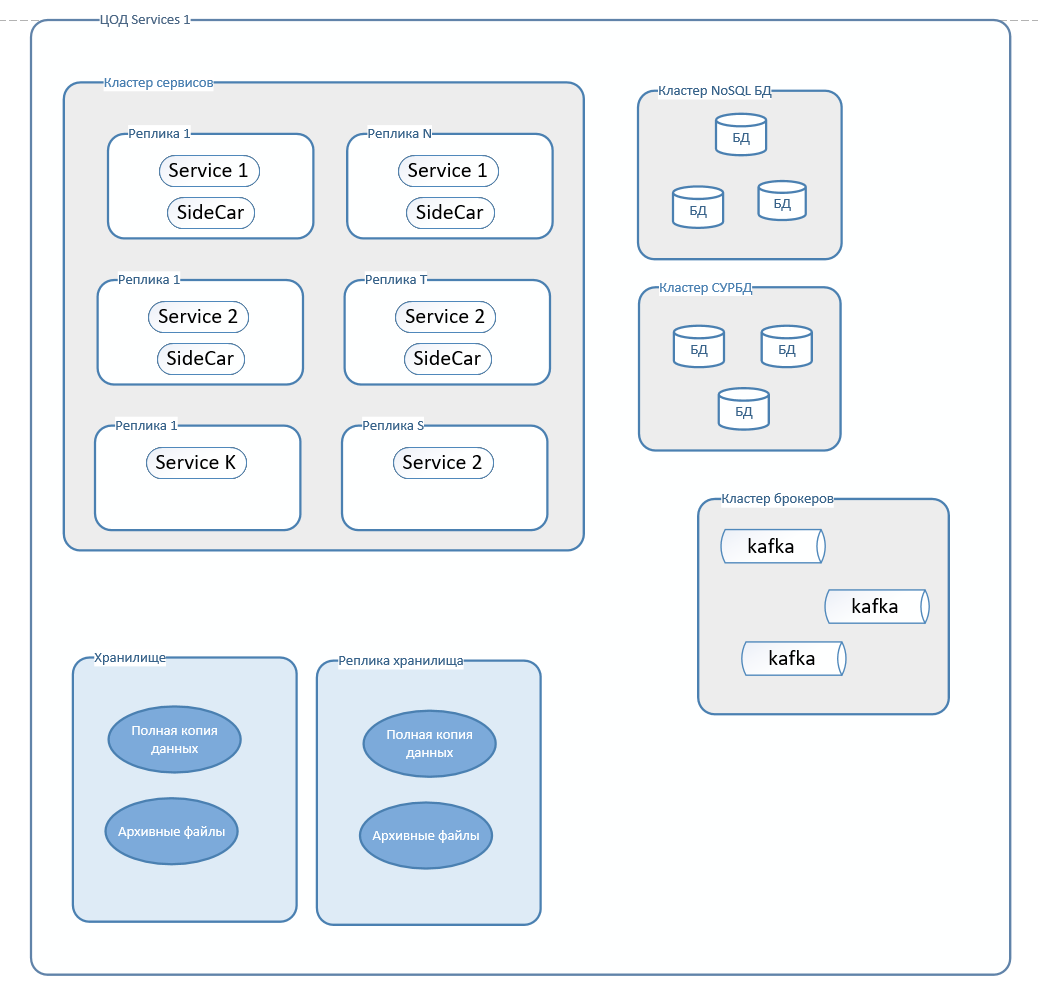 ЦОД Services 1
Кластер сервисов
Реплика 1
Service 1
SideCar
Реплика N
Service 1
SideCar
Реплика 1
Service 2
SideCar
Реплика T
Service 2
SideCar
Реплика 1
Service K
Реплика S
Service 2
Кластер NoSQL БД
БД
БД
БД
Кластер СУРБД
БД
БД
БД
Кластер брокеров
kafka
kafka
kafka
Хранилище
Полная копия
данных
Архивные файлы
Реплика хранилища
Полная копия
данных
Архивные файлы